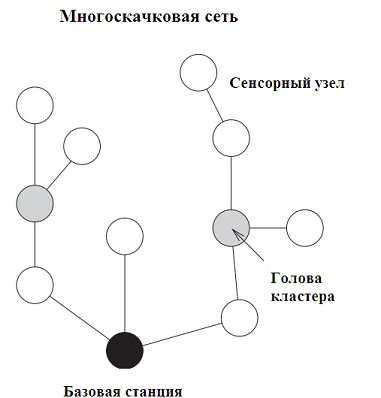 Многоскачковая сеть
Сенсорный узел
Голова
кластера
Базовая станция